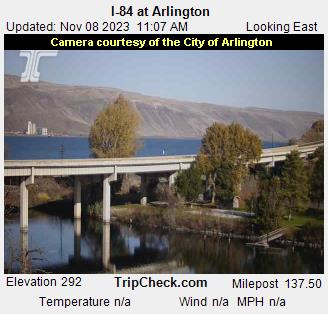 I-84 at Arlington
Updated: Nov 08 2023 11:07 AM Looking East
Camera courtesy of the City of Arlington
Elevation 292 TripCheck.com Milepost 137.50
Temperature n/a Wind n/a MPH n/a